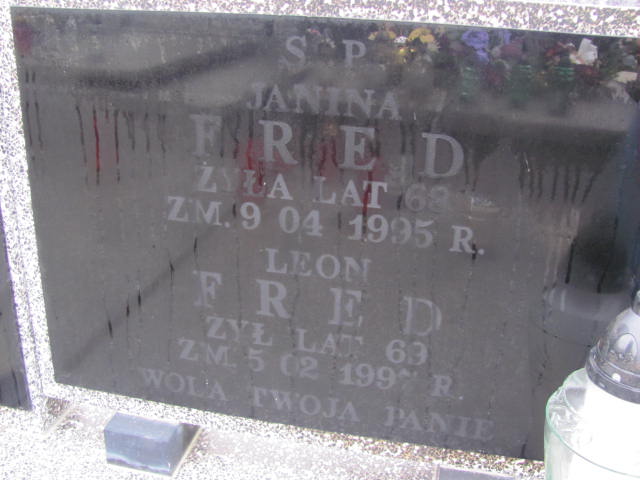 S P
JANINA
FRED
ŻYŁA LAT 68
ZM. 9 04 1995 R.
LEON
FRED
ŻYŁ LAT 69
ZM. 5 02 1997 R.
WOLA TWOJA PANIE